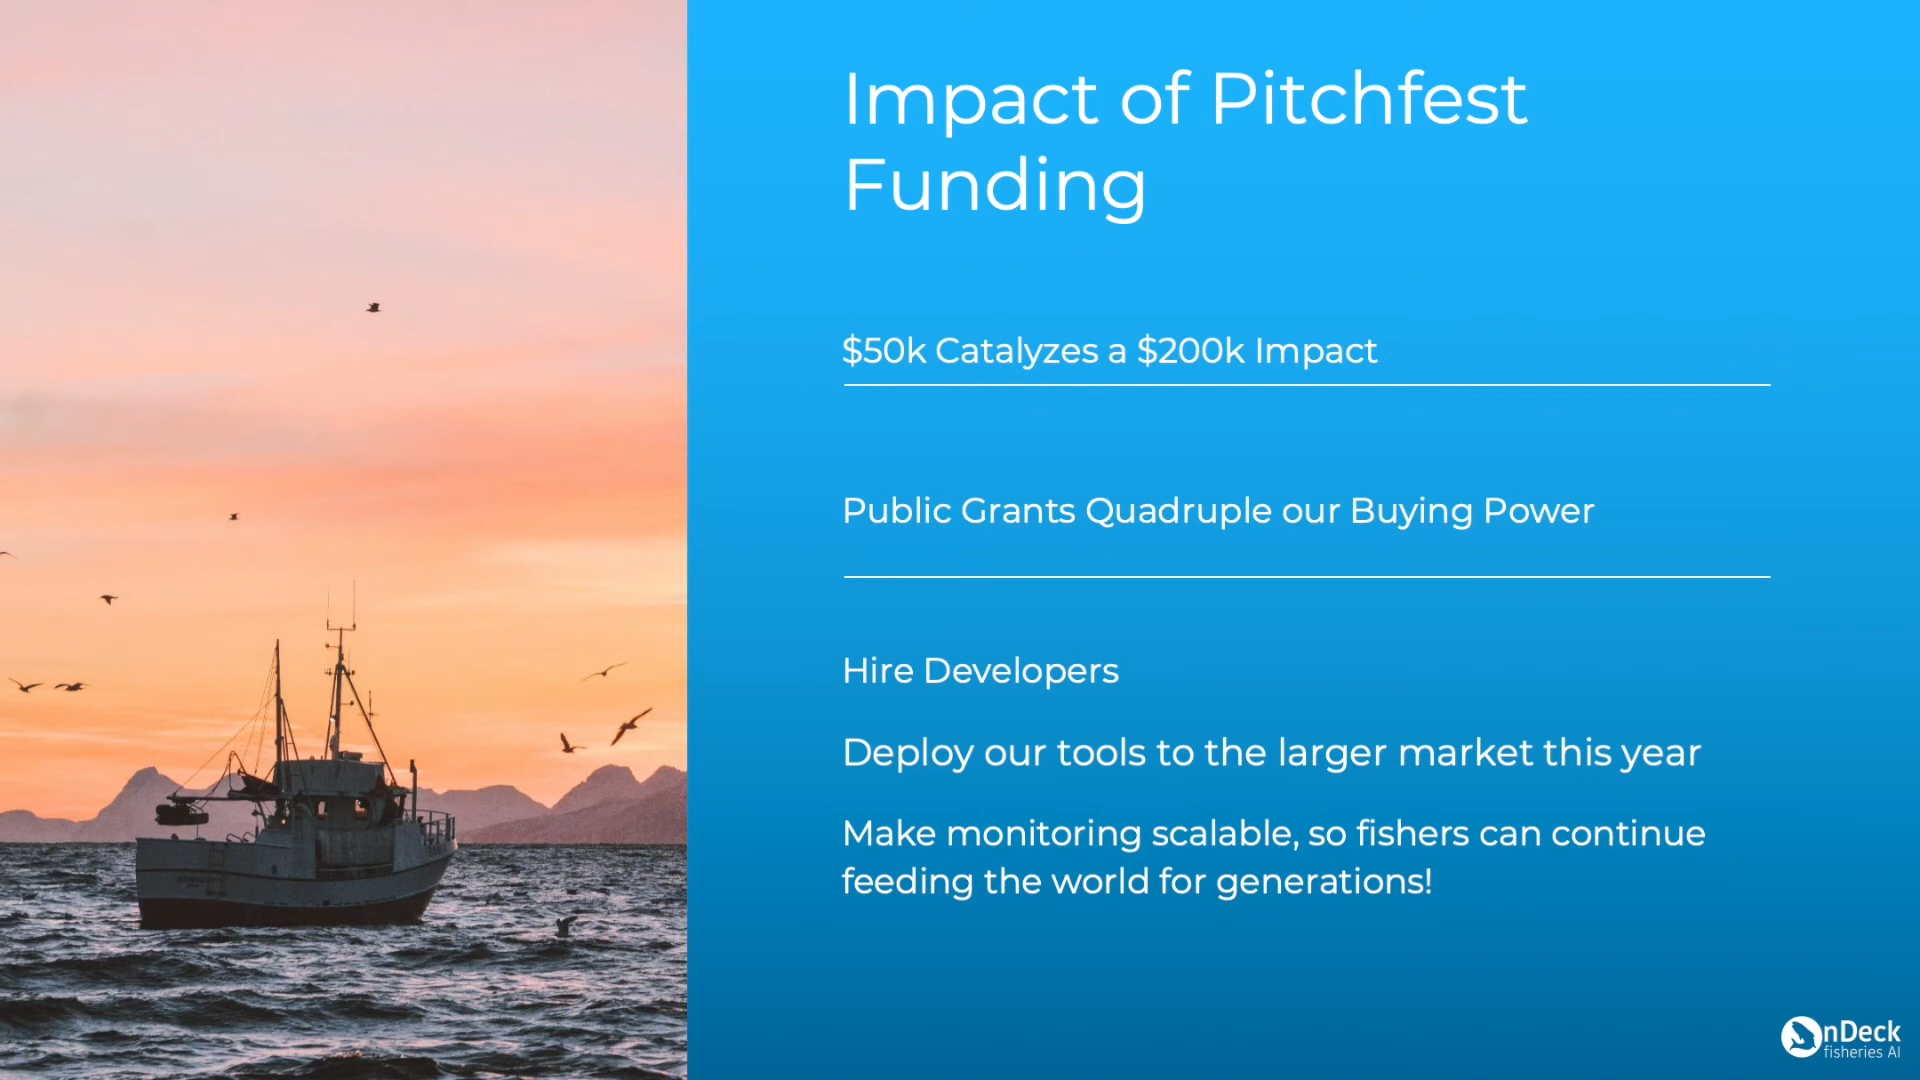 Impact of Pitchfest
Funding
$50k Catalyzes a $200k Impact
Public Grants Quadruple our Buying Power
Hire Developers
Deploy our tools to the larger market this year
Make monitoring scalable, so fishers can continue
feeding the world for generations!
OnDeck
fisheries AI